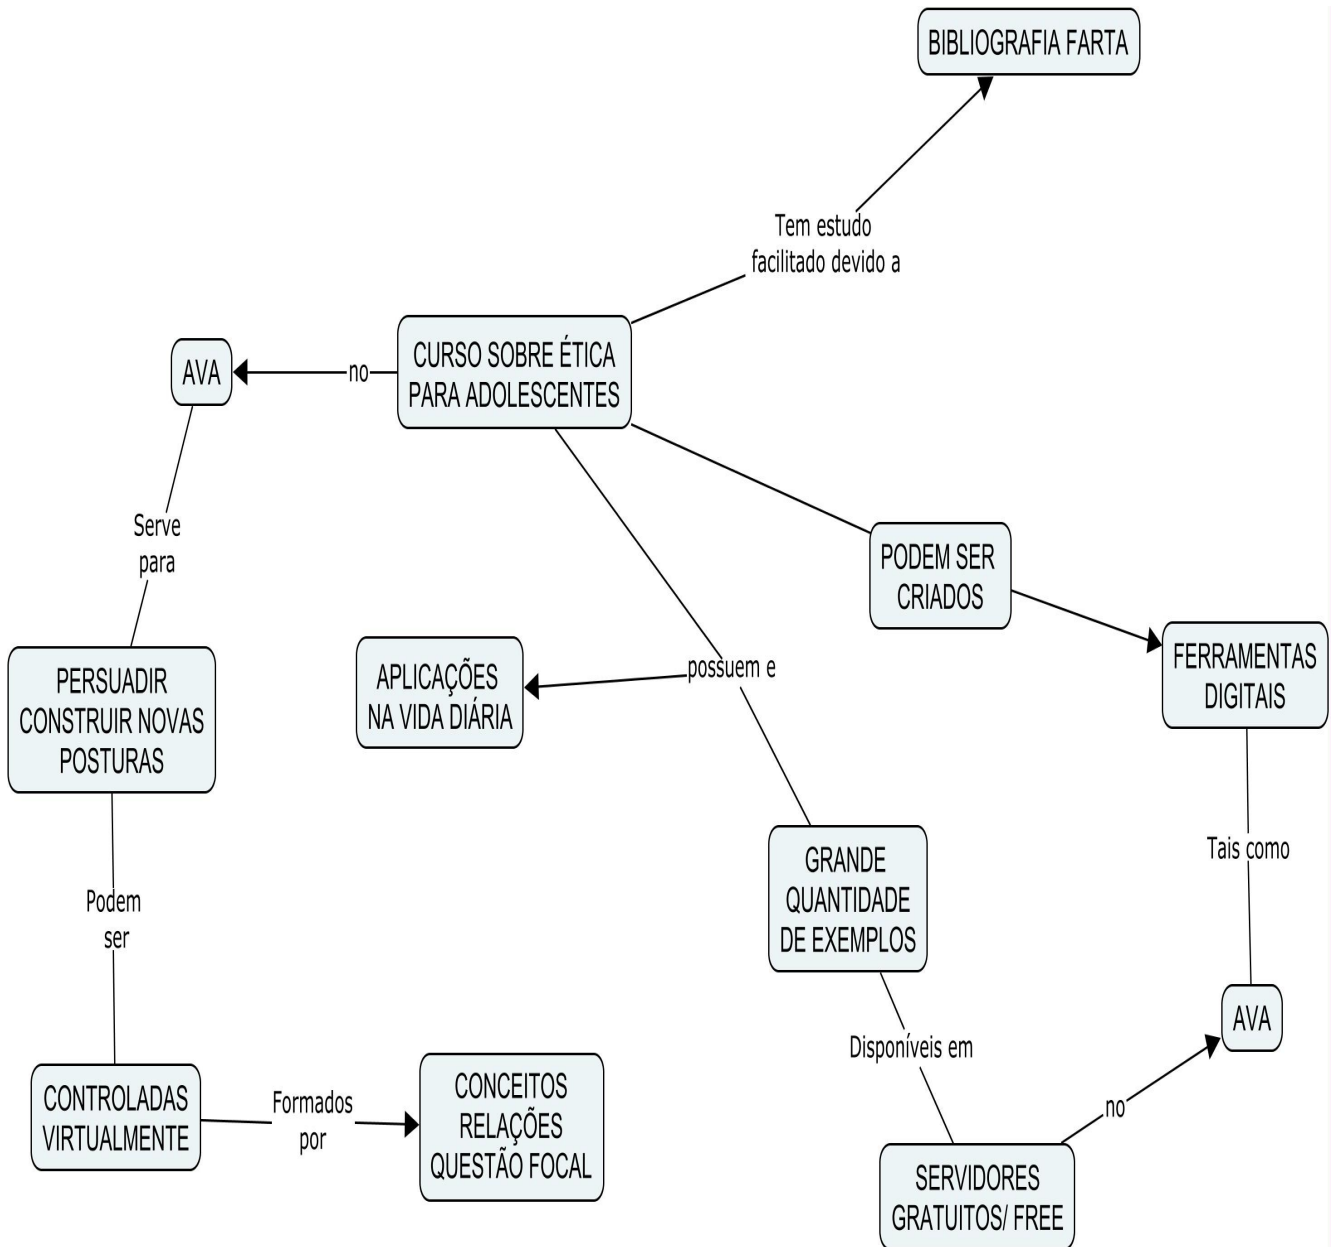 BIBLIOGRAFIA FARTA
Tem estudo
facilitado devido a
CURSO SOBRE ÉTICA
PARA ADOLESCENTES
no
AVA
Serve
para
PODEM SER
CRIADOS
FERRAMENTAS
DIGITAIS
possuem e
APLICAÇÕES
NA VIDA DIÁRIA
PERSUADIR
CONSTRUIR NOVAS
POSTURAS
Tais como
GRANDE
QUANTIDADE
DE EXEMPLOS
Podem
ser
AVA
Disponíveis em
no
CONTROLADAS
VIRTUALMENTE
Formados
por
CONCEITOS
RELAÇÕES
QUESTÃO FOCAL
SERVIDORES
GRATUITOS/ FREE